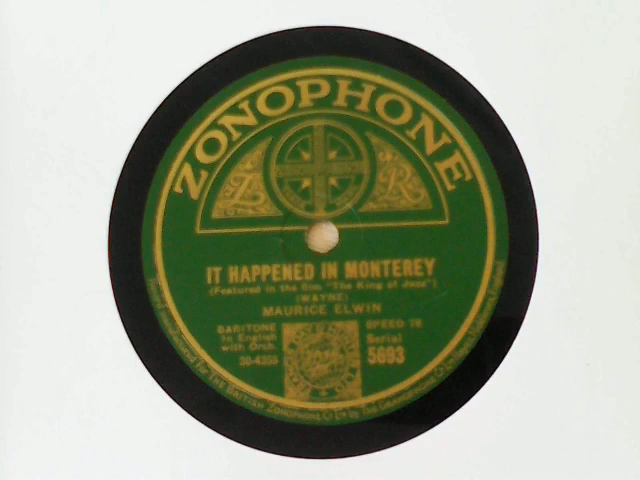 ZONOPHONE
Z R
IT HAPPENED IN MONTEREY
(Featured in the film "The King of Jazz")
(WAYNE)
MAURICE ELWIN
BARITONE
in English
with Orch.
30-4355
SPEED 78
Serial
5693